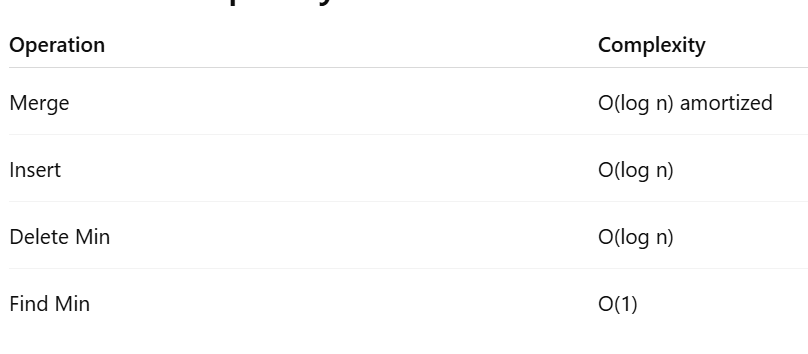 Operation Complexity
Merge O(log n) amortized
Insert O(log n)
Delete Min O(log n)
Find Min O(1)